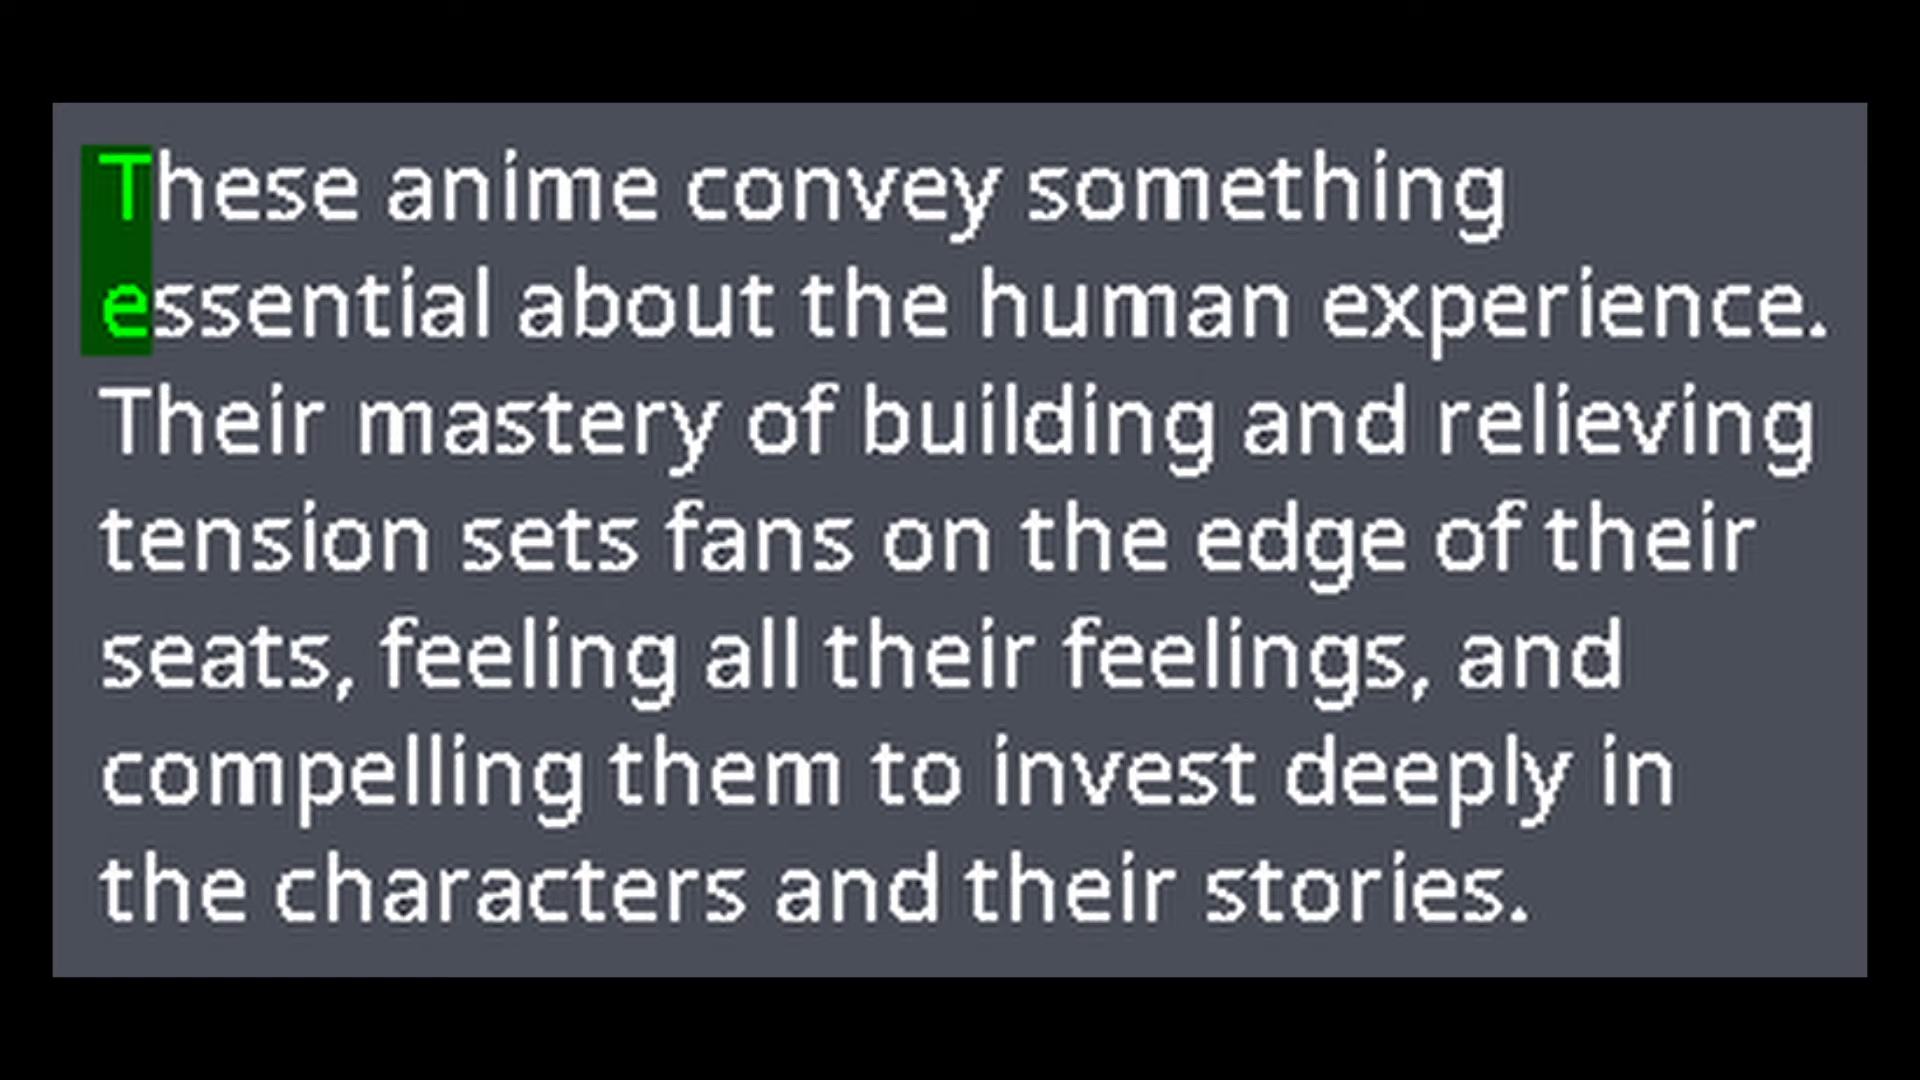 These anime convey something
essential about the human experience.
Their mastery of building and relieving
tension sets fans on the edge of their
seats, feeling all their feelings, and
compelling them to invest deeply in
the characters and their stories.